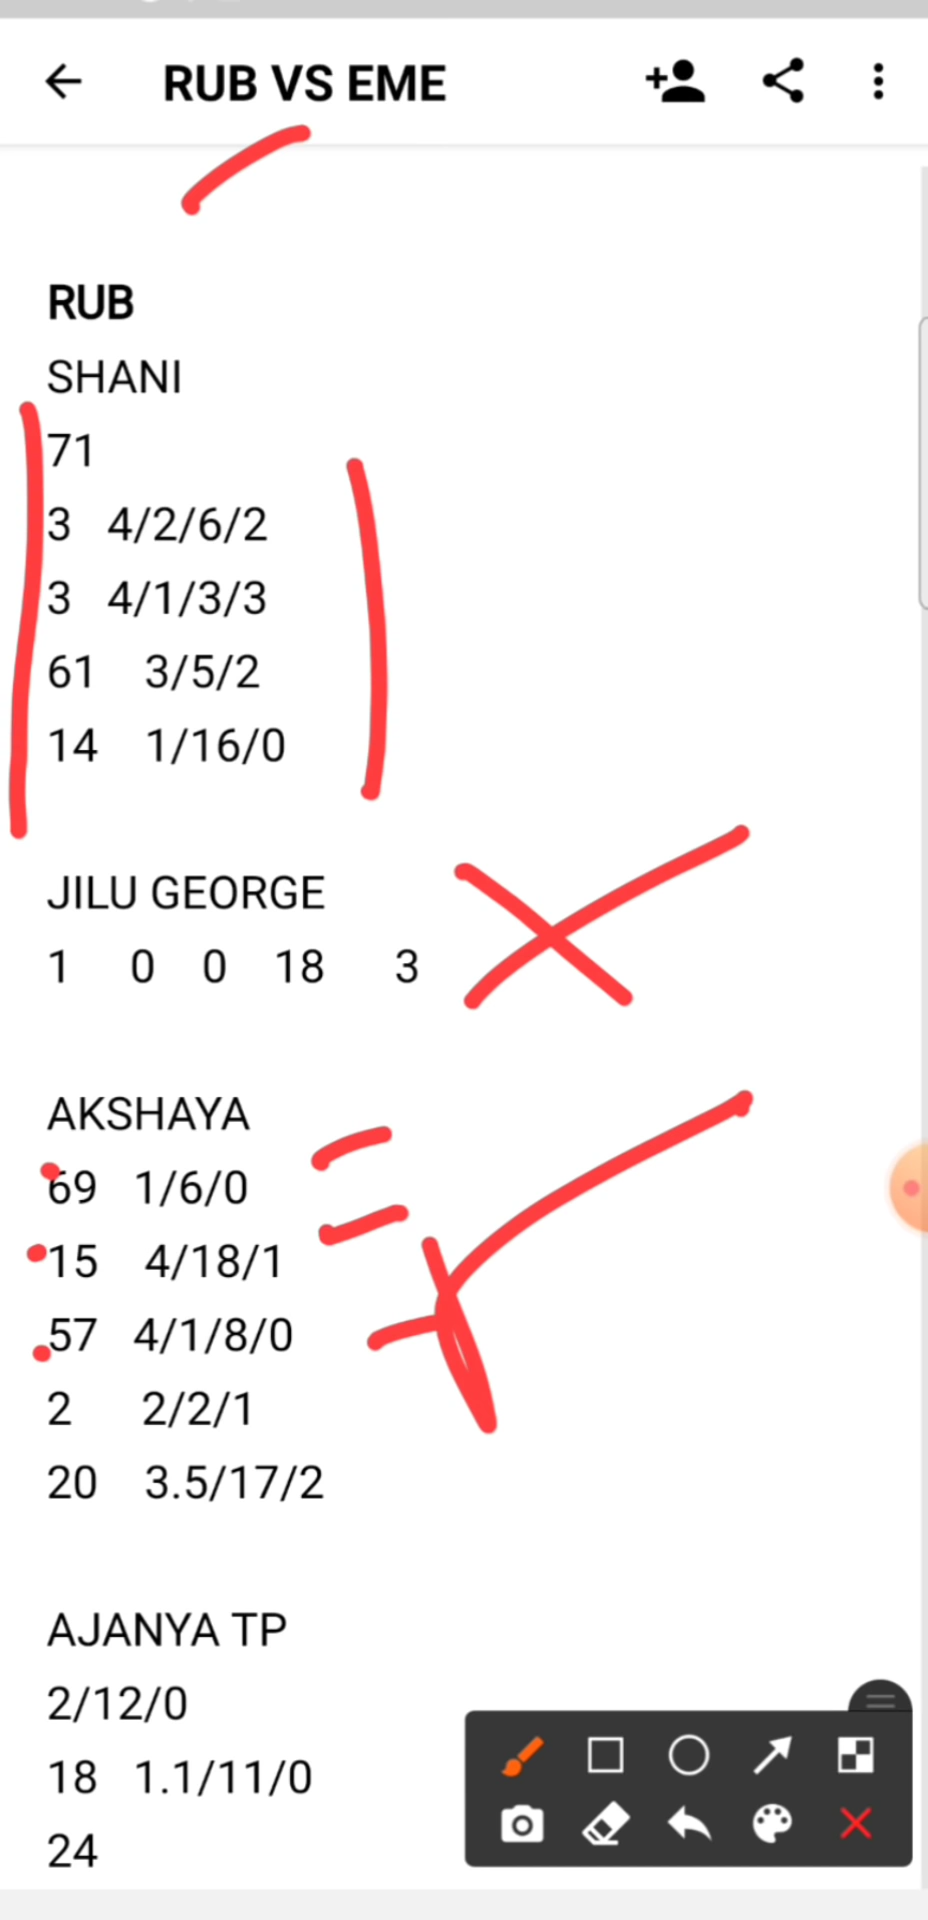 RUB VS EME
RUB
SHANI
71
3 4/2/6/2
3 4/1/3/3
61 3/5/2
14 1/16/0
JILU GEORGE
1 0 0 18 3
AKSHAYA
69 1/6/0
15 4/18/1
57 4/1/8/0
2 2/2/1
20 3.5/17/2
AJANYA TP
2/12/0
18 1.1/11/0
24